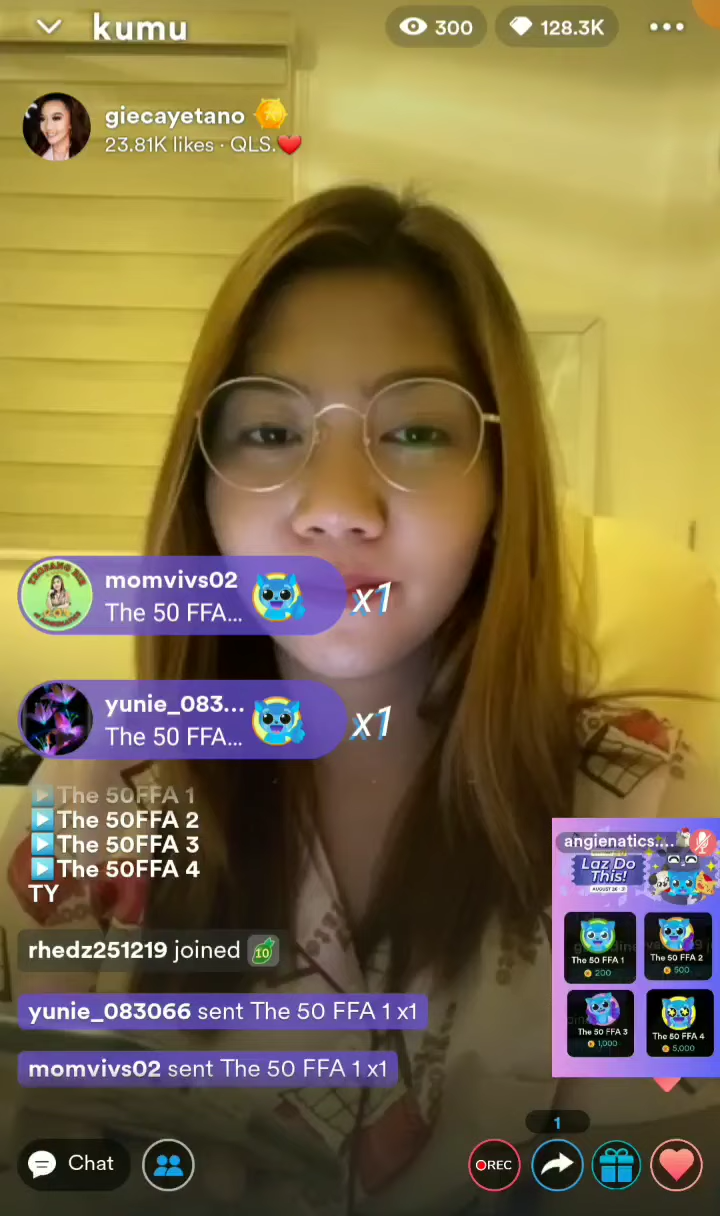 kumu
300
128.3K
giecayetano
23.81K likes · QLS.❤️
momvivs02
The 50 FFA...
x1
yunie_083...
The 50 FFA...
x1
▶️The 50FFA 1
▶️The 50FFA 2
▶️The 50FFA 3
▶️The 50FFA 4
TY
rhedz251219 joined 10
yunie_083066 sent The 50 FFA 1 x1
momvivs02 sent The 50 FFA 1 x1
angienatics....
Laz Do
This!
The 50 FFA 1
200
The 50 FFA 2
500
The 50 FFA 3
1,000
The 50 FFA 4
5,000
1
Chat
REC